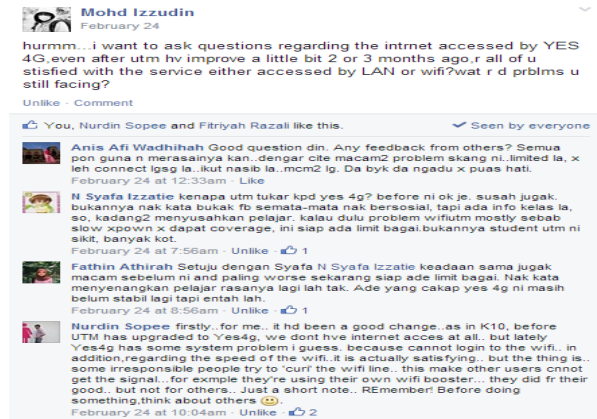 Mohd Izzudin
February 24
hurmm...i want to ask questions regarding the intrnet accessed by YES
4G,even after utm hv improve a little bit 2 or 3 months ago,r all of u
stisfied with the service either accessed by LAN or wifi?wat r d prblms u
still facing?
Unlike · Comment
You, Nurdin Sopee and Fitriyah Razali like this.
Seen by everyone
Anis Afi Wadhihah Good question din. Any feedback from others? Semua
pon guna n merasainya kan..dengar cite macam2 problem skang ni..limited la, x
leh connect lgsg la..ikut nasib la..mcm2 lg. Da byk da ngadu x puas hati.
February 24 at 12:33am · Like
N Syafa Izzatie kenapa utm tukar kpd yes 4g? before ni ok je. susah jugak.
bukannya nak kata bukak fb semata-mata nak bersosial, tapi ada info kelas la,
so, kadang2 menyusahkan pelajar. kalau dulu problem wifiutm mostly sebab
slow xpown x dapat coverage, ini siap ada limit bagai.bukannya student utm ni
sikit, banyak kot.
February 24 at 7:56am · Unlike · 1
Fathin Athirah Setuju dengan Syafa N Syafa Izzatie keadaan sama jugak
macam sebelum ni and paling worse sekarang siap ade limit bagai. Nak kata
menyenangkan pelajar rasanya lagi lah tak. Ade yang cakap yes 4g ni masih
belum stabil lagi tapi entah lah.
February 24 at 8:56am · Unlike · 1
Nurdin Sopee firstly..for me.. it hd been a good change..as in K10, before
UTM has upgraded to Yes4g, we dont hve internet acces at all.. but lately
Yes4g has some system problem i guess. because cannot login to the wifi.. in
addition,regarding the speed of the wifi..it is actually satisfying.. but the thing is..
some irresponsible people try to 'curi' the wifi line.. this make other users cnnot
get the signal...for exmple they're using their own wifi booster... they did fr their
good.. but not for others.. Just a short note.. REmember! Before doing
something,think about others
February 24 at 10:04am · Unlike · 2